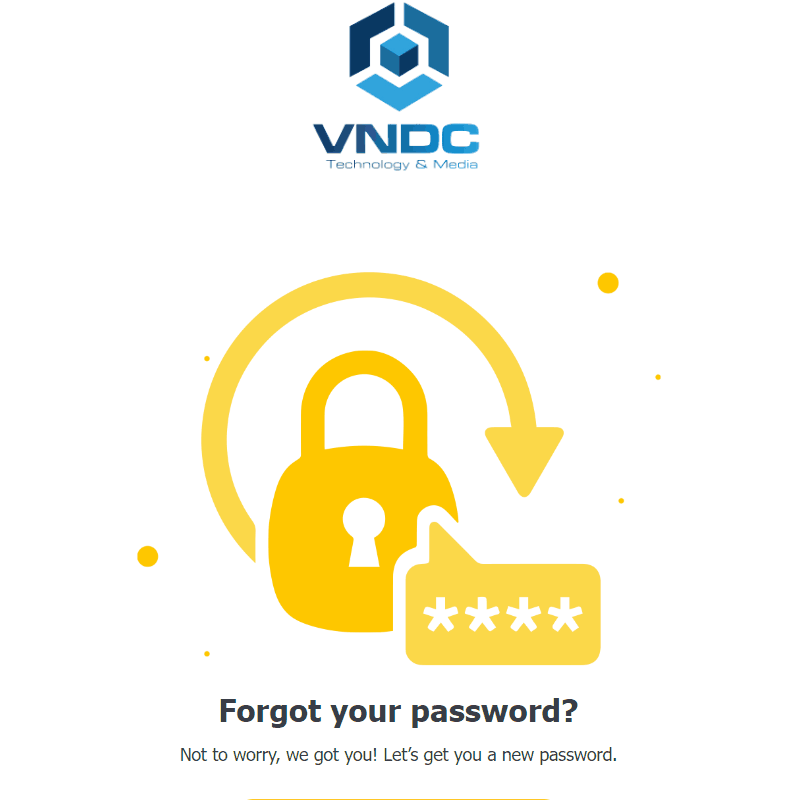 VNDC
Technology & Media
****
Forgot your password?
Not to worry, we got you! Let’s get you a new password.